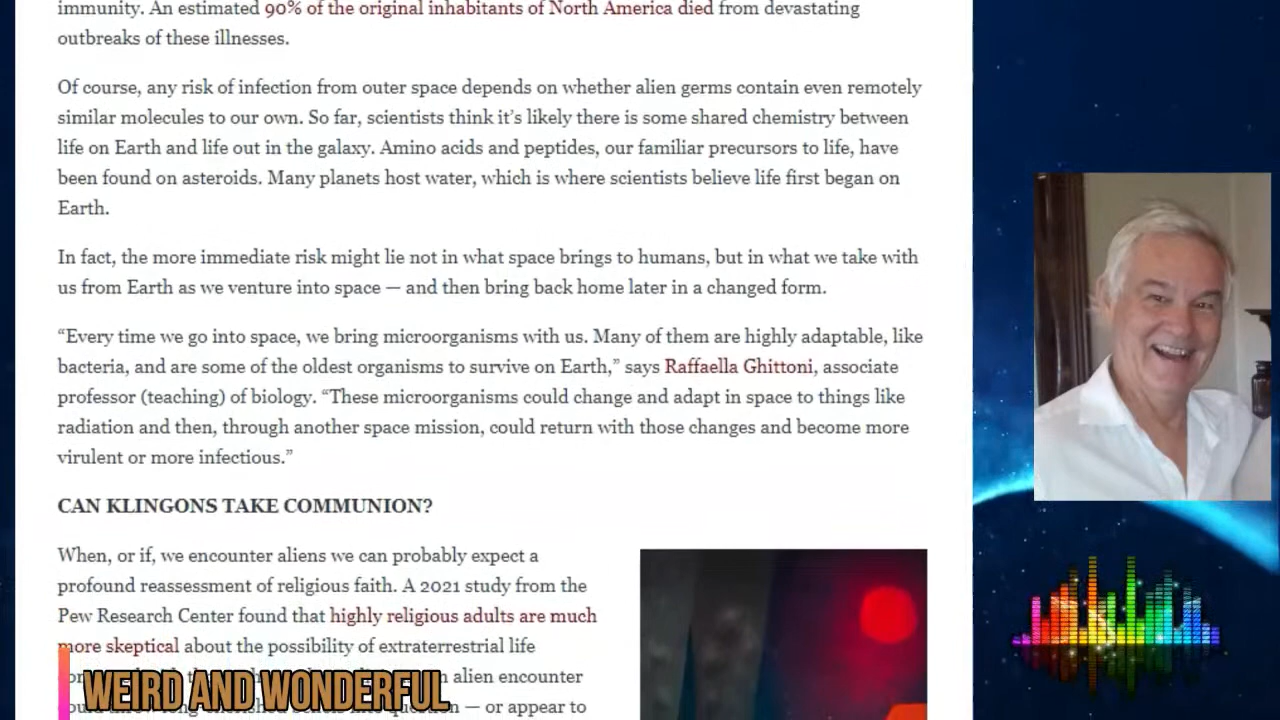 immunity. An estimated 90% of the original inhabitants of North America died from devastating
outbreaks of these illnesses.
Of course, any risk of infection from outer space depends on whether alien germs contain even remotely
similar molecules to our own. So far, scientists think it’s likely there is some shared chemistry between
life on Earth and life out in the galaxy. Amino acids and peptides, our familiar precursors to life, have
been found on asteroids. Many planets host water, which is where scientists believe life first began on
Earth.
In fact, the more immediate risk might lie not in what space brings to humans, but in what we take with
us from Earth as we venture into space — and then bring back home later in a changed form.
“Every time we go into space, we bring microorganisms with us. Many of them are highly adaptable, like
bacteria, and are some of the oldest organisms to survive on Earth,” says Raffaella Ghittoni, associate
professor (teaching) of biology. “These microorganisms could change and adapt in space to things like
radiation and then, through another space mission, could return with those changes and become more
virulent or more infectious.”
CAN KLINGONS TAKE COMMUNION?
When, or if, we encounter aliens we can probably expect a
profound reassessment of religious faith. A 2021 study from the
Pew Research Center found that highly religious adults are much
more skeptical about the possibility of extraterrestrial life
alien encounter
— or appear to
WEIRD AND WONDERFUL